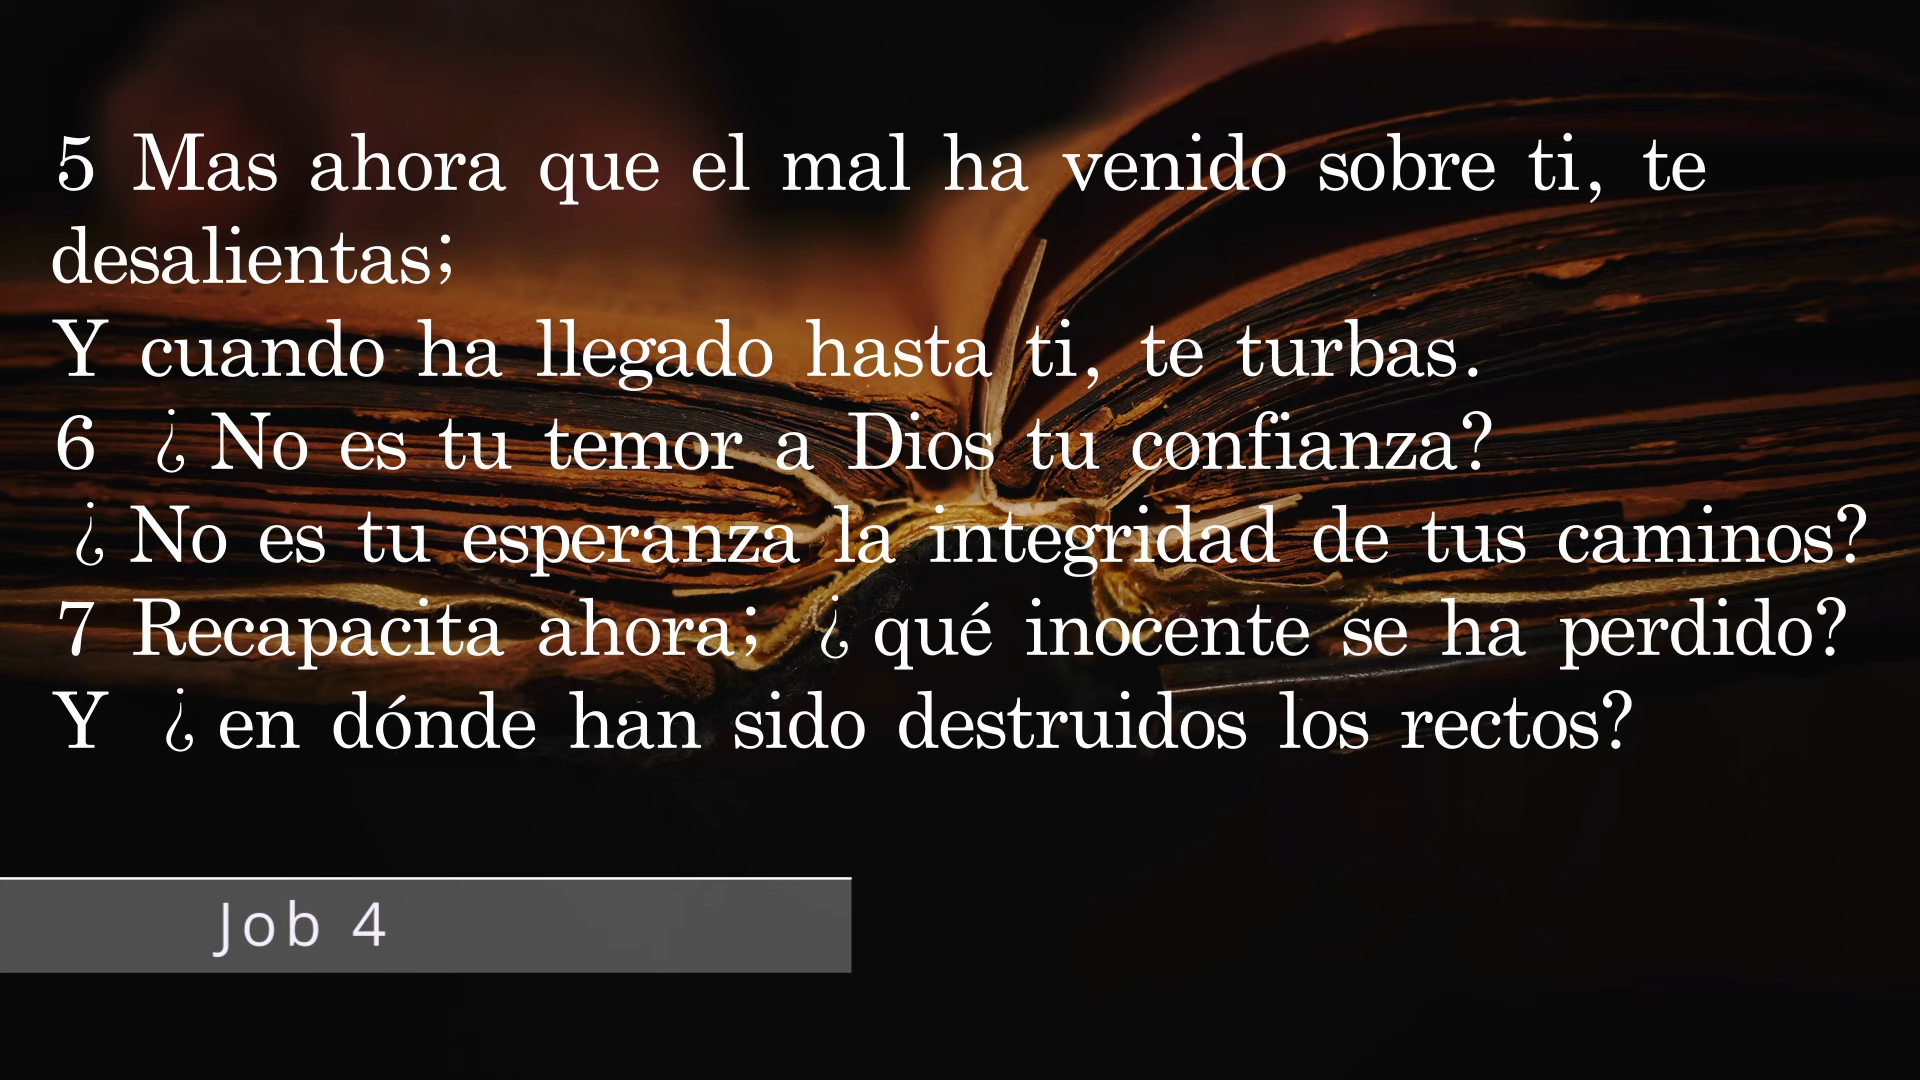 5 Mas ahora que el mal ha venido sobre ti, te
desalientas;
Y cuando ha llegado hasta ti, te turbas.
6 ¿ No es tu temor a Dios tu confianza?
¿ No es tu esperanza la integridad de tus caminos?
7 Recapacita ahora; ¿ qué inocente se ha perdido?
Y ¿ en dónde han sido destruidos los rectos?
Job 4